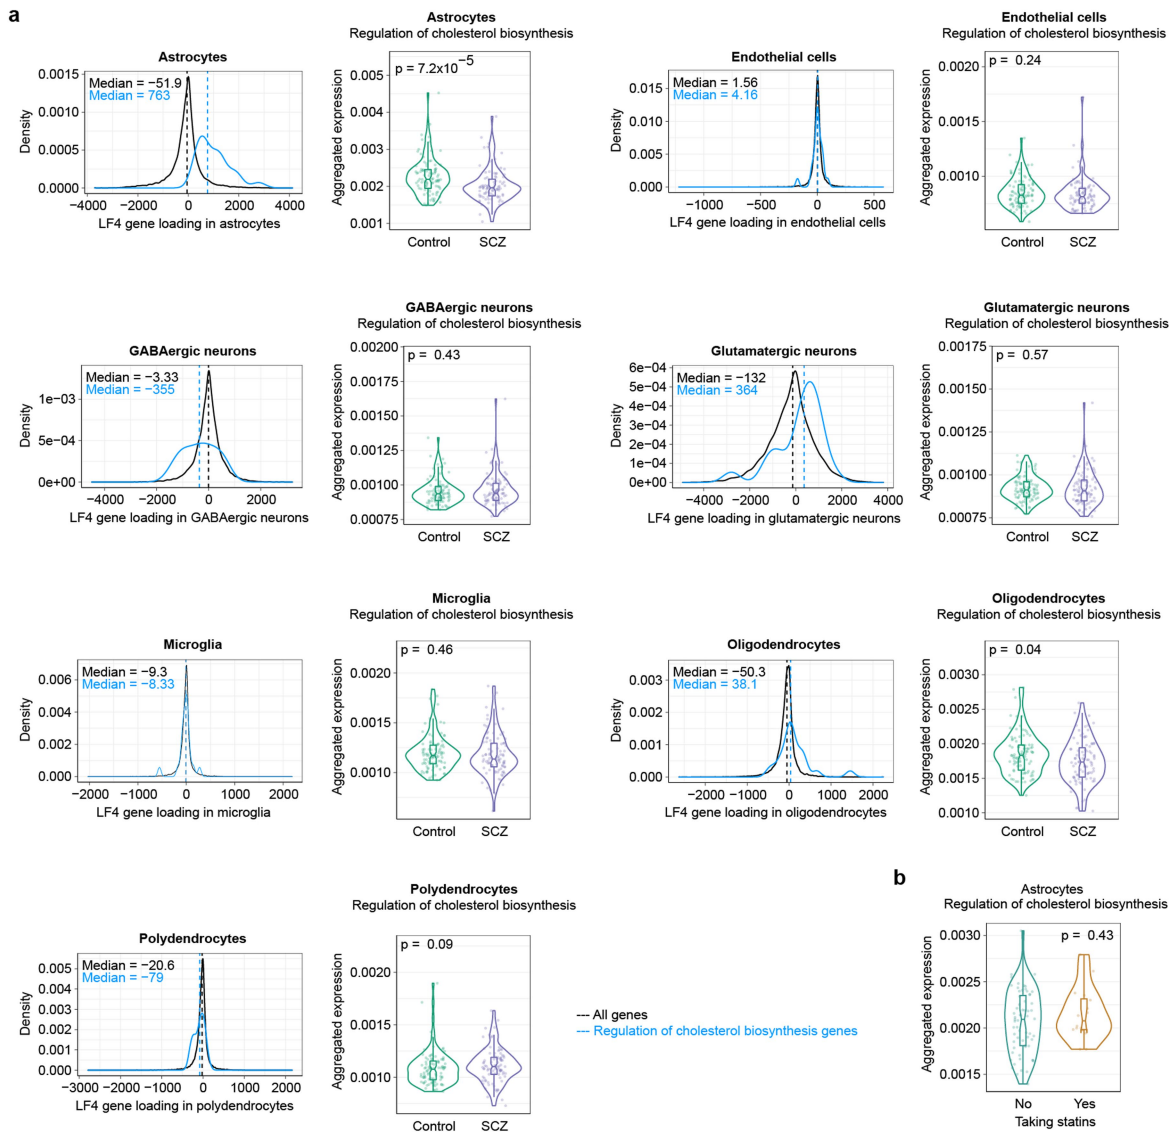 a
Astrocytes
Median = −51.9
Median = 763
0.0015
0.0010
0.0005
0.0000
Density
−4000 −2000 0 2000 4000
LF4 gene loading in astrocytes
Astrocytes
Regulation of cholesterol biosynthesis
p = 7.2x10−5
0.005
0.004
0.003
0.002
0.001
Aggregated expression
Control SCZ
Endothelial cells
Median = 1.56
Median = 4.16
0.015
0.010
0.005
0.000
Density
−1000 −500 0 500
LF4 gene loading in endothelial cells
Endothelial cells
Regulation of cholesterol biosynthesis
p = 0.24
0.0020
0.0015
0.0010
Aggregated expression
Control SCZ
GABAergic neurons
Median = −3.33
Median = −355
1e−03
5e−04
0e+00
Density
−4000 −2000 0 2000
LF4 gene loading in GABAergic neurons
GABAergic neurons
Regulation of cholesterol biosynthesis
p = 0.43
0.00200
0.00175
0.00150
0.00125
0.00100
0.00075
Aggregated expression
Control SCZ
Glutamatergic neurons
Median = −132
Median = 364
6e−04
5e−04
4e−04
3e−04
2e−04
1e−04
0e+00
Density
−4000 −2000 0 2000 4000
LF4 gene loading in glutamatergic neurons
Glutamatergic neurons
Regulation of cholesterol biosynthesis
p = 0.57
0.00175
0.00150
0.00125
0.00100
0.00075
Aggregated expression
Control SCZ
Microglia
Median = −9.3
Median = −8.33
0.006
0.004
0.002
0.000
Density
−2000 −1000 0 1000 2000
LF4 gene loading in microglia
Microglia
Regulation of cholesterol biosynthesis
p = 0.46
0.0020
0.0015
0.0010
Aggregated expression
Control SCZ
Oligodendrocytes
Median = −50.3
Median = 38.1
0.003
0.002
0.001
0.000
Density
−2000 −1000 0 1000 2000
LF4 gene loading in oligodendrocytes
Oligodendrocytes
Regulation of cholesterol biosynthesis
p = 0.04
0.0030
0.0025
0.0020
0.0015
0.0010
Aggregated expression
Control SCZ
Polydendrocytes
Median = −20.6
Median = −79
0.005
0.004
0.003
0.002
0.001
0.000
Density
−3000 −2000 −1000 0 1000 2000
LF4 gene loading in polydendrocytes
Polydendrocytes
Regulation of cholesterol biosynthesis
p = 0.09
0.0020
0.0015
0.0010
Aggregated expression
Control SCZ
--- All genes
--- Regulation of cholesterol biosynthesis genes
b
Astrocytes
Regulation of cholesterol biosynthesis
p = 0.43
0.0030
0.0025
0.0020
0.0015
Aggregated expression
No Yes
Taking statins